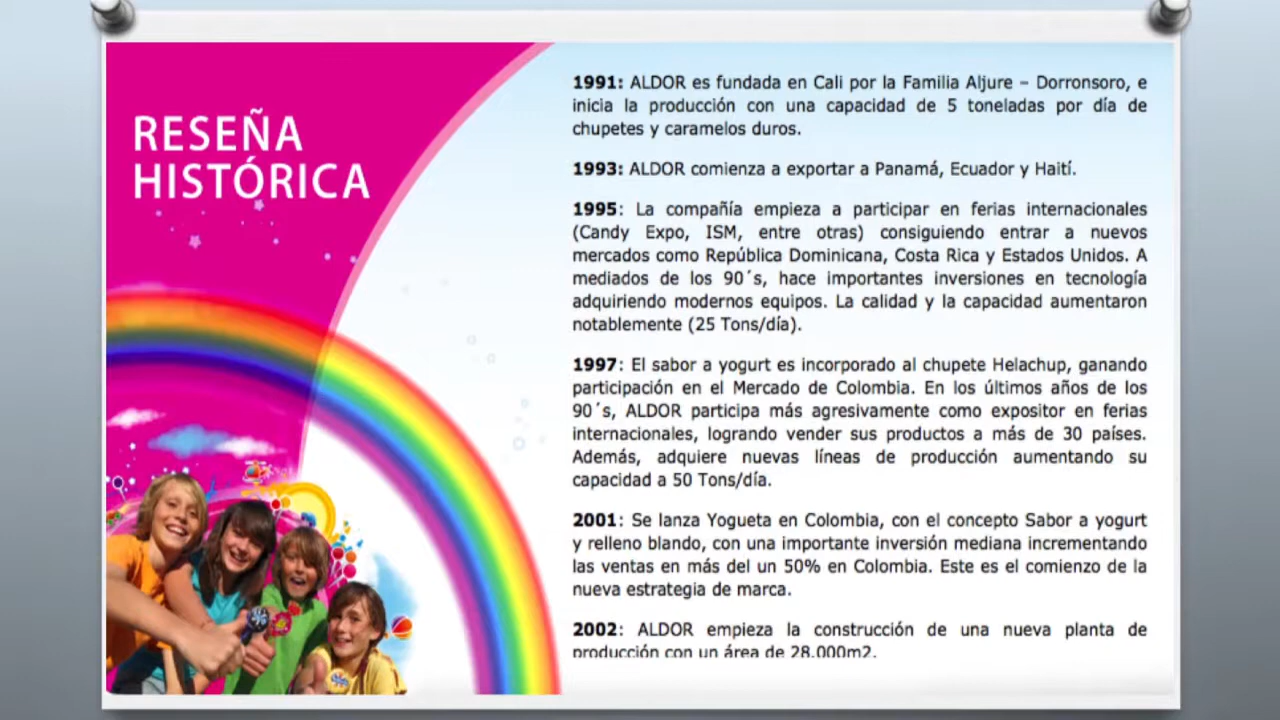 RESEÑA
HISTÓRICA
1991: ALDOR es fundada en Cali por la Familia Aljure – Dorronsoro, e
inicia la producción con una capacidad de 5 toneladas por día de
chupetes y caramelos duros.
1993: ALDOR comienza a exportar a Panamá, Ecuador y Haití.
1995: La compañía empieza a participar en ferias internacionales
(Candy Expo, ISM, entre otras) consiguiendo entrar a nuevos
mercados como República Dominicana, Costa Rica y Estados Unidos. A
mediados de los 90´s, hace importantes inversiones en tecnología
adquiriendo modernos equipos. La calidad y la capacidad aumentaron
notablemente (25 Tons/día).
1997: El sabor a yogurt es incorporado al chupete Helachup, ganando
participación en el Mercado de Colombia. En los últimos años de los
90´s, ALDOR participa más agresivamente como expositor en ferias
internacionales, logrando vender sus productos a más de 30 países.
Además, adquiere nuevas líneas de producción aumentando su
capacidad a 50 Tons/día.
2001: Se lanza Yogueta en Colombia, con el concepto Sabor a yogurt
y relleno blando, con una importante inversión mediana incrementando
las ventas en más del un 50% en Colombia. Este es el comienzo de la
nueva estrategia de marca.
2002: ALDOR empieza la construcción de una nueva planta de
producción con un área de 28.000m2.